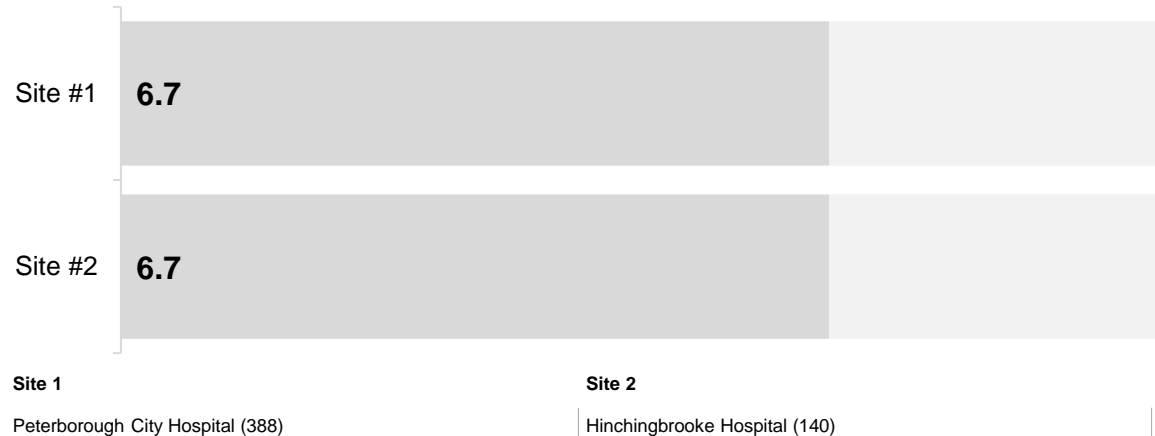 Site #1 6.7
Site #2 6.7
Site 1 Site 2
Peterborough City Hospital (388) Hinchingbrooke Hospital (140)